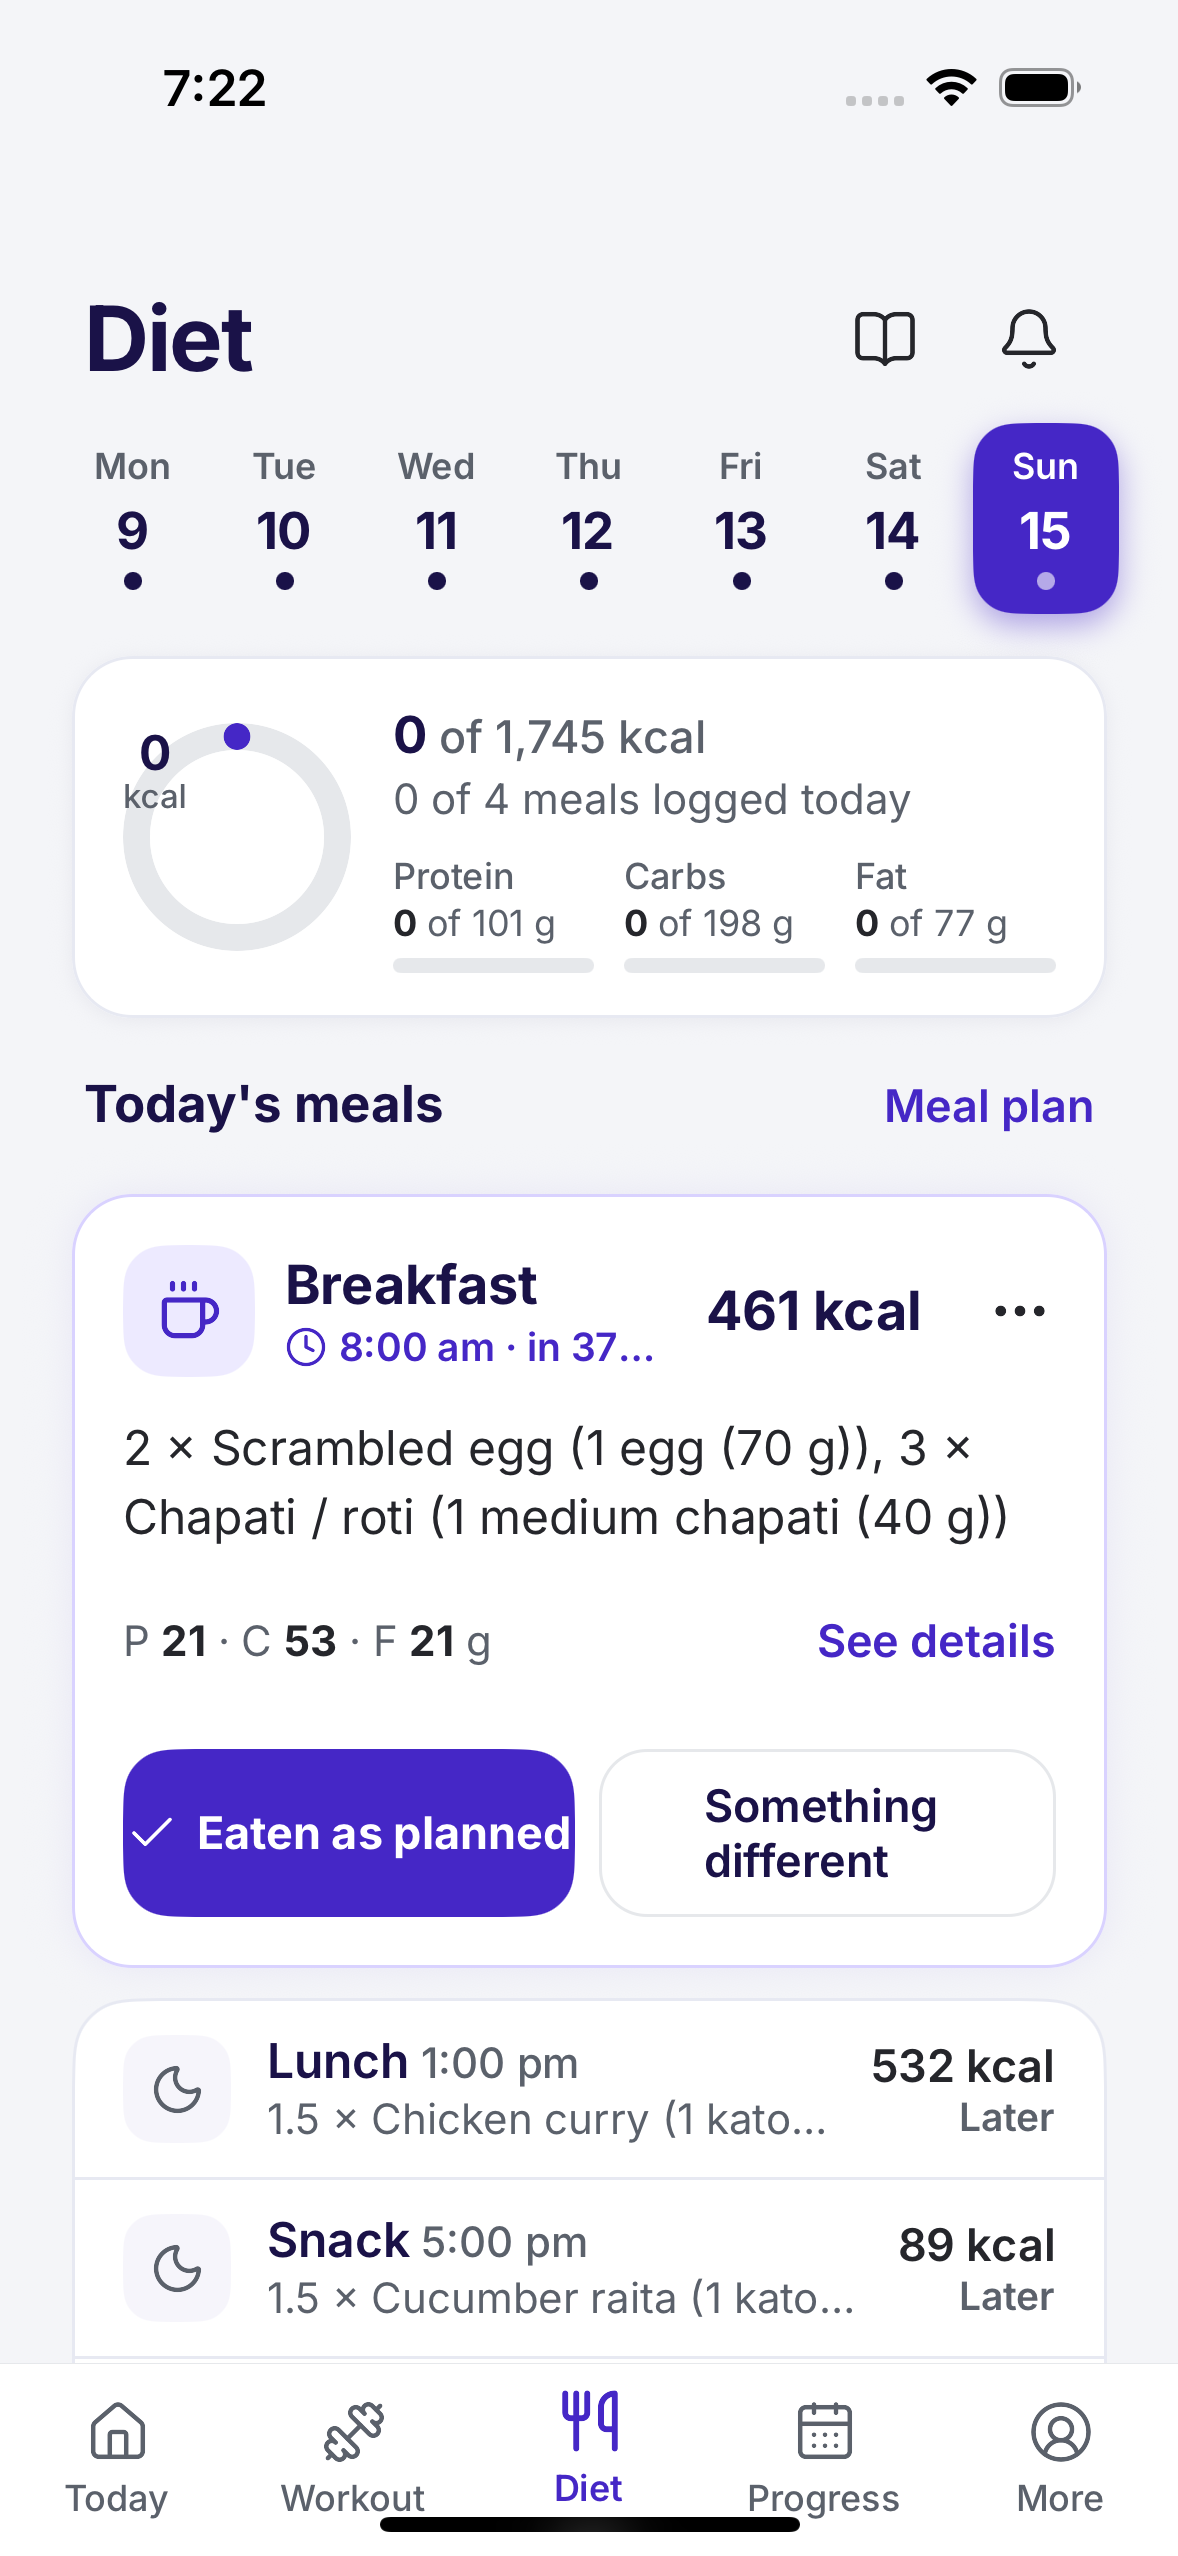 7:22
Diet
Mon Tue Wed Thu Fri Sat Sun
9 10 11 12 13 14 15
0
kcal
0 of 1,745 kcal
0 of 4 meals logged today
Protein Carbs Fat
0 of 101 g 0 of 198 g 0 of 77 g
Today's meals Meal plan
Breakfast
8:00 am · in 37...
461 kcal
2 × Scrambled egg (1 egg (70 g)), 3 ×
Chapati / roti (1 medium chapati (40 g))
P 21 · C 53 · F 21 g See details
Eaten as planned
Something
different
Lunch 1:00 pm 532 kcal
1.5 × Chicken curry (1 kato... Later
Snack 5:00 pm 89 kcal
1.5 × Cucumber raita (1 kato... Later
Today Workout Diet Progress More